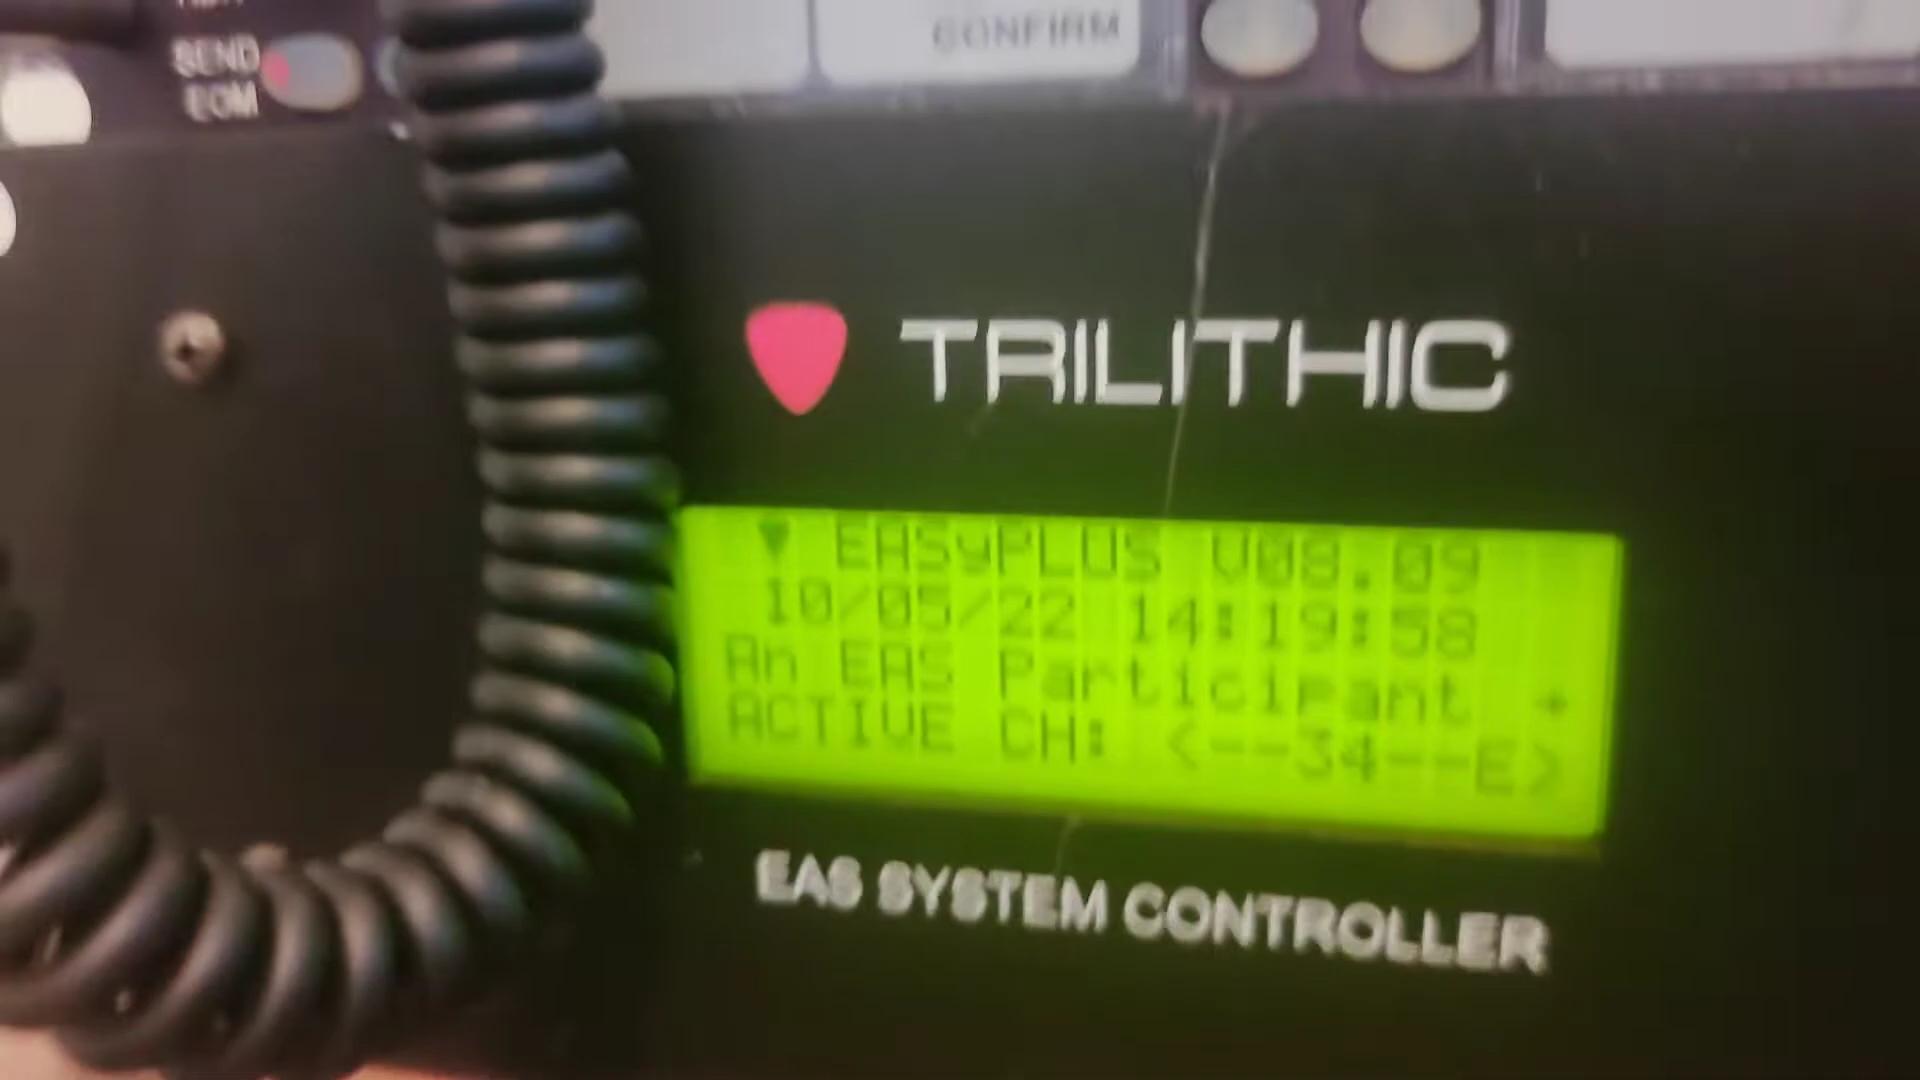 SEND
EOM
CONFIRM
TRILITHIC
EASyPLUS V08.09
10/05/22 14:19:58
An EAS Participant +
ACTIVE CH: <--34--E>
EAS SYSTEM CONTROLLER